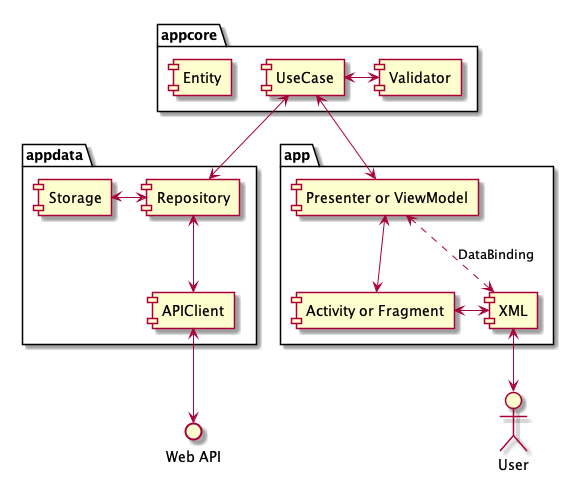 appcore
Entity
UseCase
Validator
appdata
Storage
Repository
APIClient
app
Presenter or ViewModel
DataBinding
Activity or Fragment
XML
Web API
User